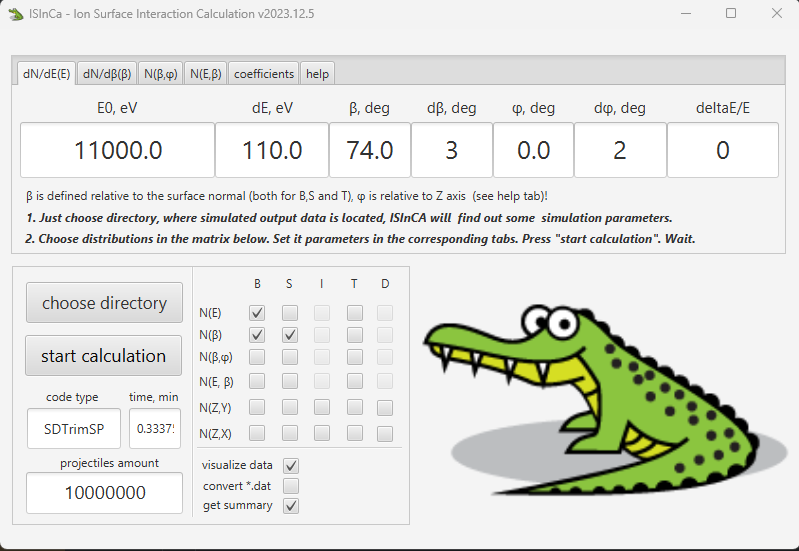 ISInCa - Ion Surface Interaction Calculation v2023.12.5
dN/dE(E) dN/dβ(β) N(β,φ) N(E,β) coefficients help
E0, eV dE, eV β, deg dβ, deg φ, deg dφ, deg deltaE/E
11000.0 110.0 74.0 3 0.0 2 0
β is defined relative to the surface normal (both for B,S and T), φ is relative to Z axis (see help tab)!
1. Just choose directory, where simulated output data is located, ISInCA will find out some simulation parameters.
2. Choose distributions in the matrix below. Set it parameters in the corresponding tabs. Press "start calculation". Wait.
choose directory
start calculation
code type time, min
SDTrimSP 0.3337
projectiles amount
10000000
B S I T D
N(E)
N(β)
N(β,φ)
N(E, β)
N(Z,Y)
N(Z,X)
visualize data
convert *.dat
get summary